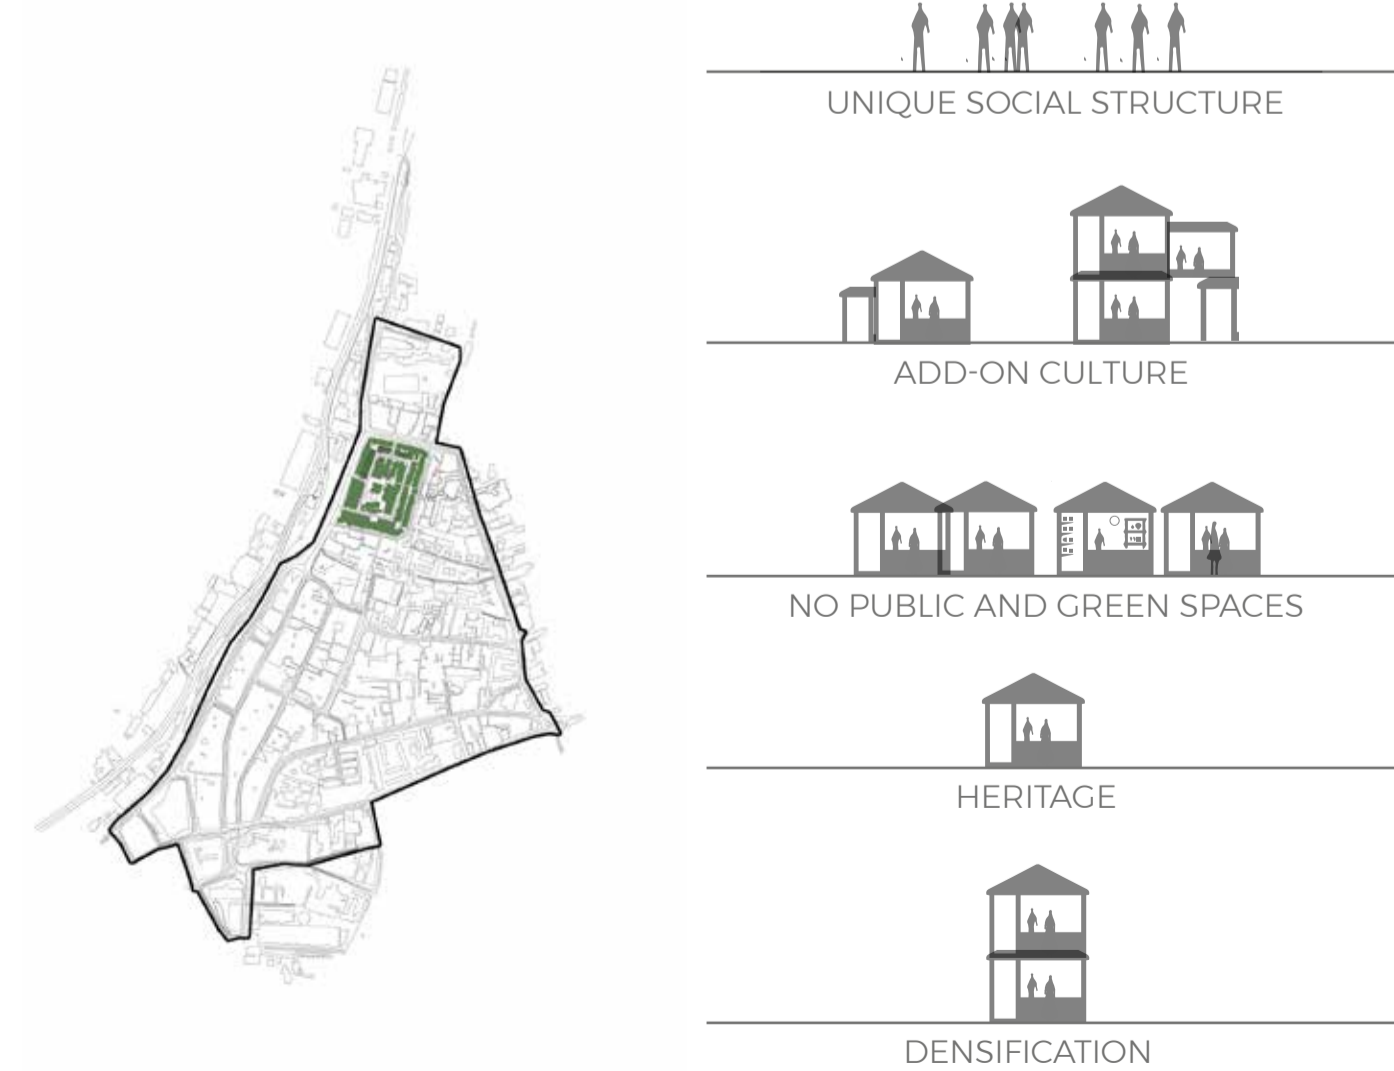 UNIQUE SOCIAL STRUCTURE
ADD-ON CULTURE
NO PUBLIC AND GREEN SPACES
HERITAGE
DENSIFICATION